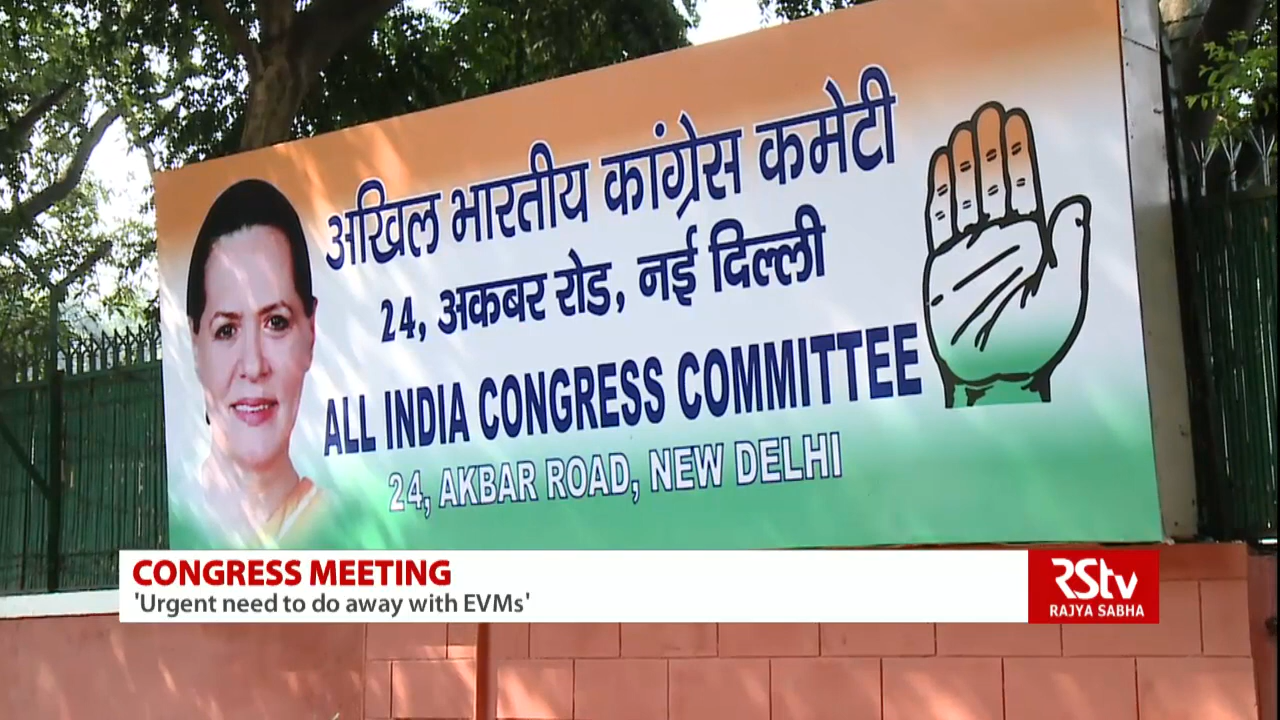 अखिल भारतीय कांग्रेस कमेटी
24, अकबर रोड, नई दिल्ली
ALL INDIA CONGRESS COMMITTEE
24, AKBAR ROAD, NEW DELHI
CONGRESS MEETING
'Urgent need to do away with EVMs'
RStv
RAJYA SABHA